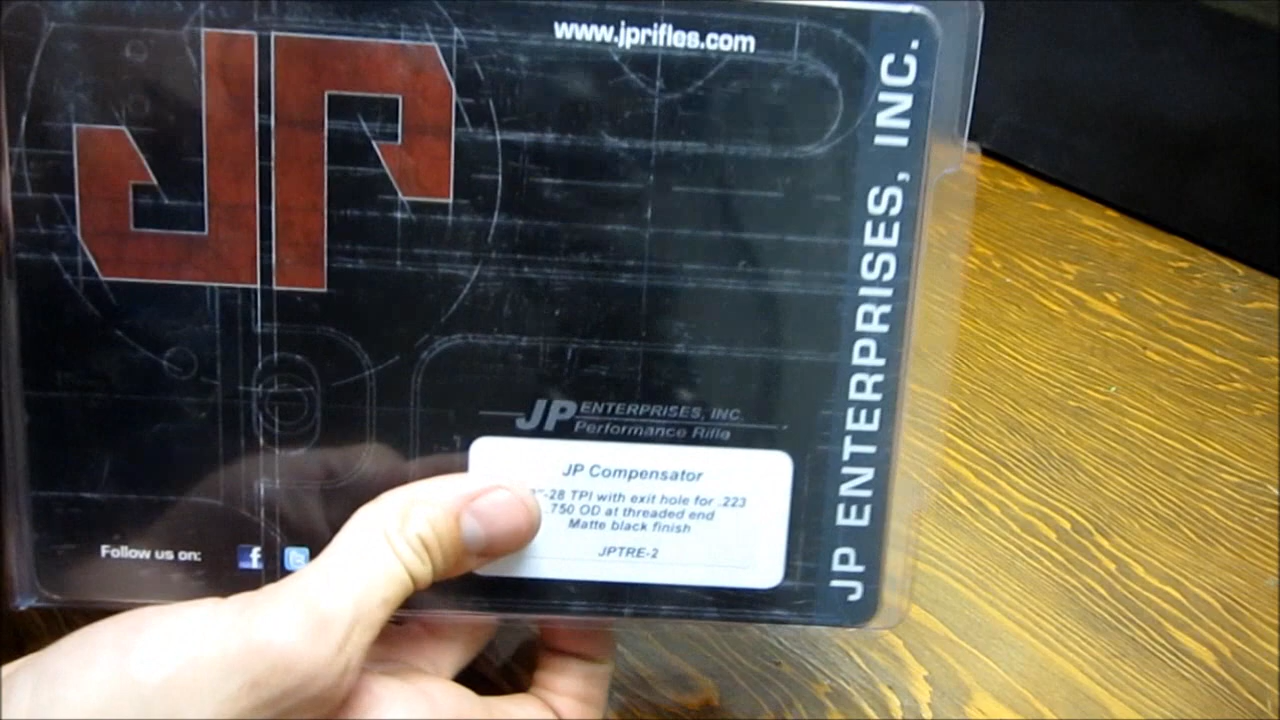 www.jprifles.com
JP
JP ENTERPRISES, INC.
JP ENTERPRISES, INC.
Performance Rifle
JP Compensator
-28 TPI with exit hole for .223
.750 OD at threaded end
Matte black finish
JPTRE-2
Follow us on: